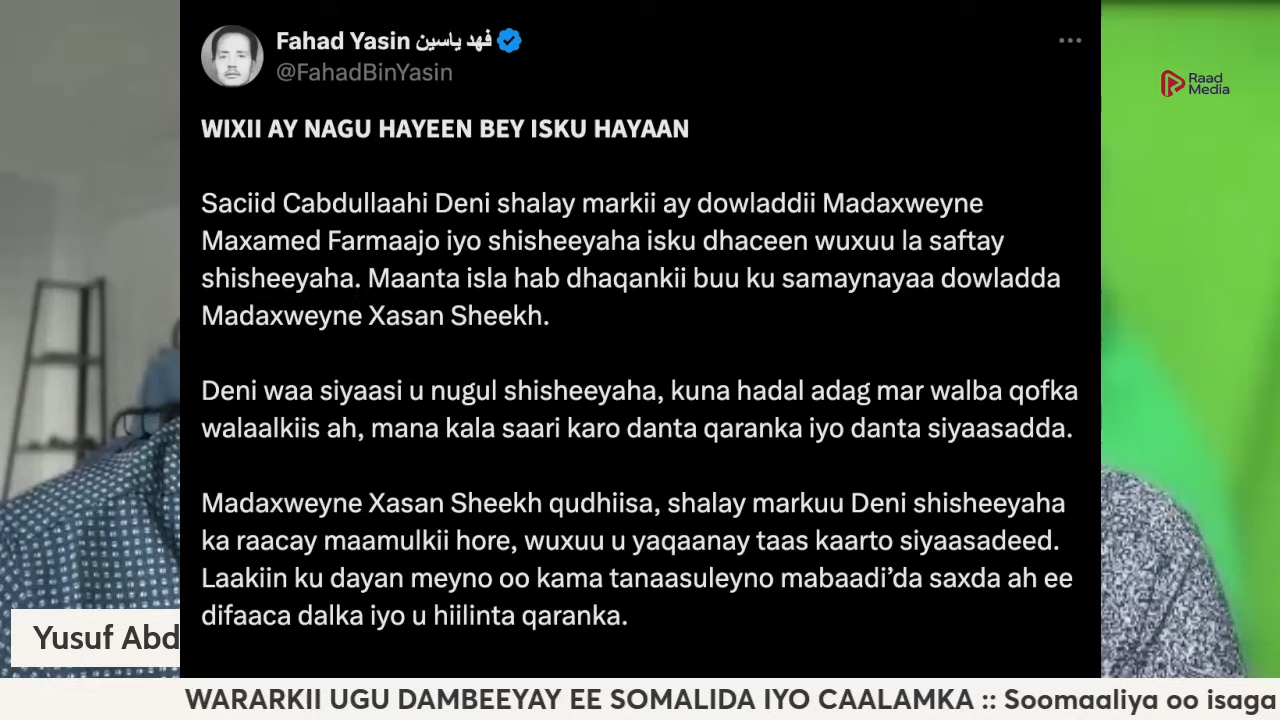 Fahad Yasin فهد ياسين
@FahadBinYasin
Raad
Media
WIXII AY NAGU HAYEEN BEY ISKU HAYAAN
Saciid Cabdullaahi Deni shalay markii ay dowladdii Madaxweyne
Maxamed Farmaajo iyo shisheeyaha isku dhaceen wuxuu la saftay
shisheeyaha. Maanta isla hab dhaqankii buu ku samaynayaa dowladda
Madaxweyne Xasan Sheekh.
Deni waa siyaasi u nugul shisheeyaha, kuna hadal adag mar walba qofka
walaalkiis ah, mana kala saari karo danta qaranka iyo danta siyaasadda.
Madaxweyne Xasan Sheekh qudhiisa, shalay markuu Deni shisheeyaha
ka raacay maamulkii hore, wuxuu u yaqaanay taas kaarto siyaasadeed.
Laakiin ku dayan meyno oo kama tanaasuleyno mabaadi’da saxda ah ee
difaaca dalka iyo u hiilinta qaranka.
Yusuf Abd
WARARKII UGU DAMBEEYAY EE SOMALIDA IYO CAALAMKA :: Soomaaliya oo isaga